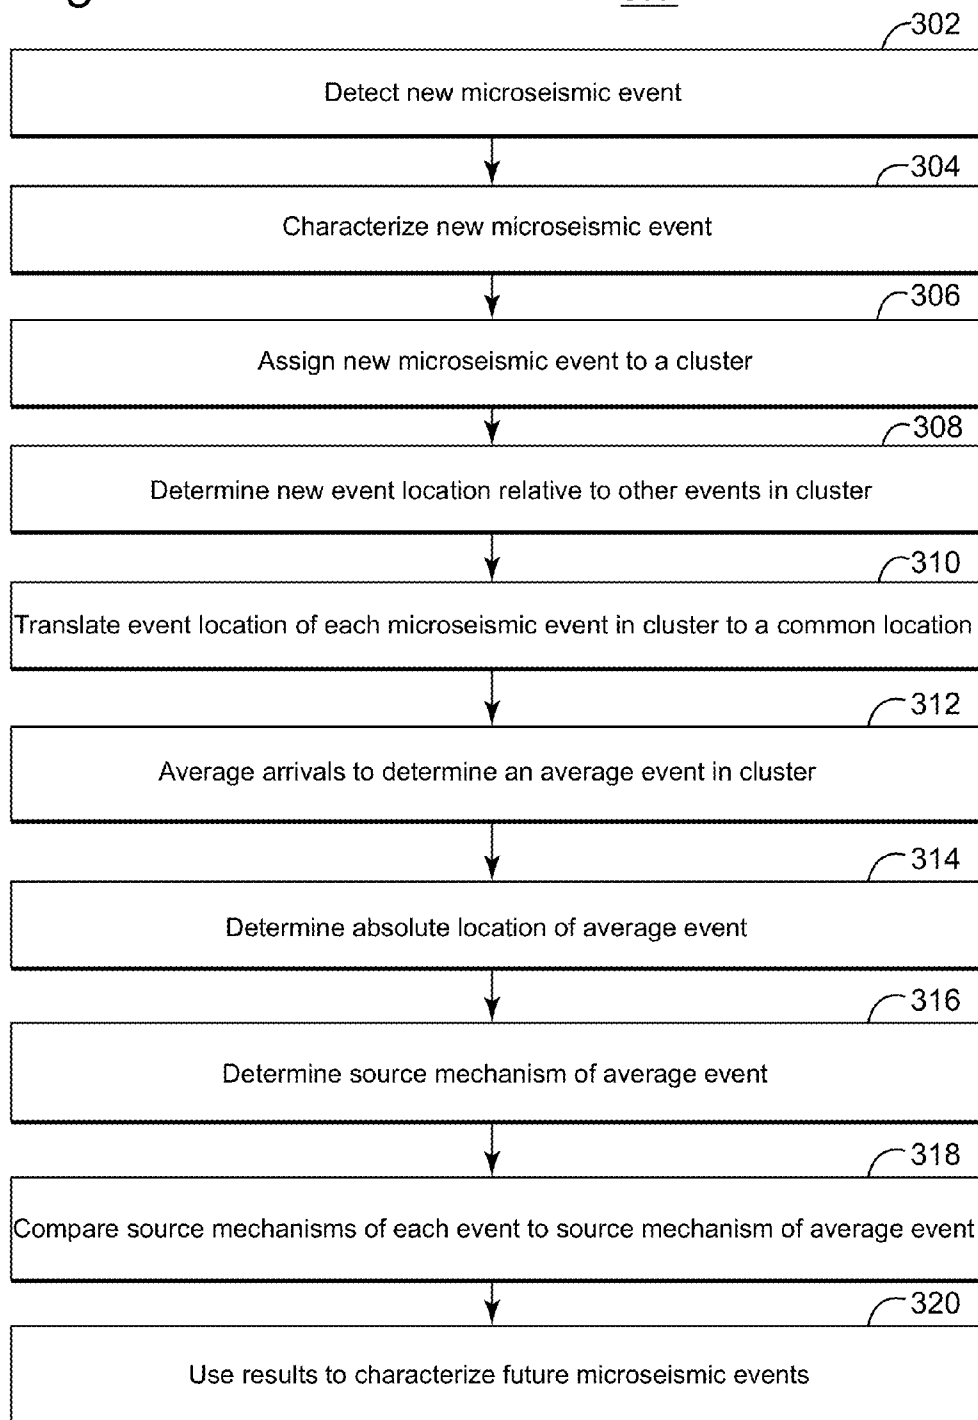 302
Detect new microseismic event
304
Characterize new microseismic event
306
Assign new microseismic event to a cluster
308
Determine new event location relative to other events in cluster
310
Translate event location of each microseismic event in cluster to a common location
312
Average arrivals to determine an average event in cluster
314
Determine absolute location of average event
316
Determine source mechanism of average event
318
Compare source mechanisms of each event to source mechanism of average event
320
Use results to characterize future microseismic events